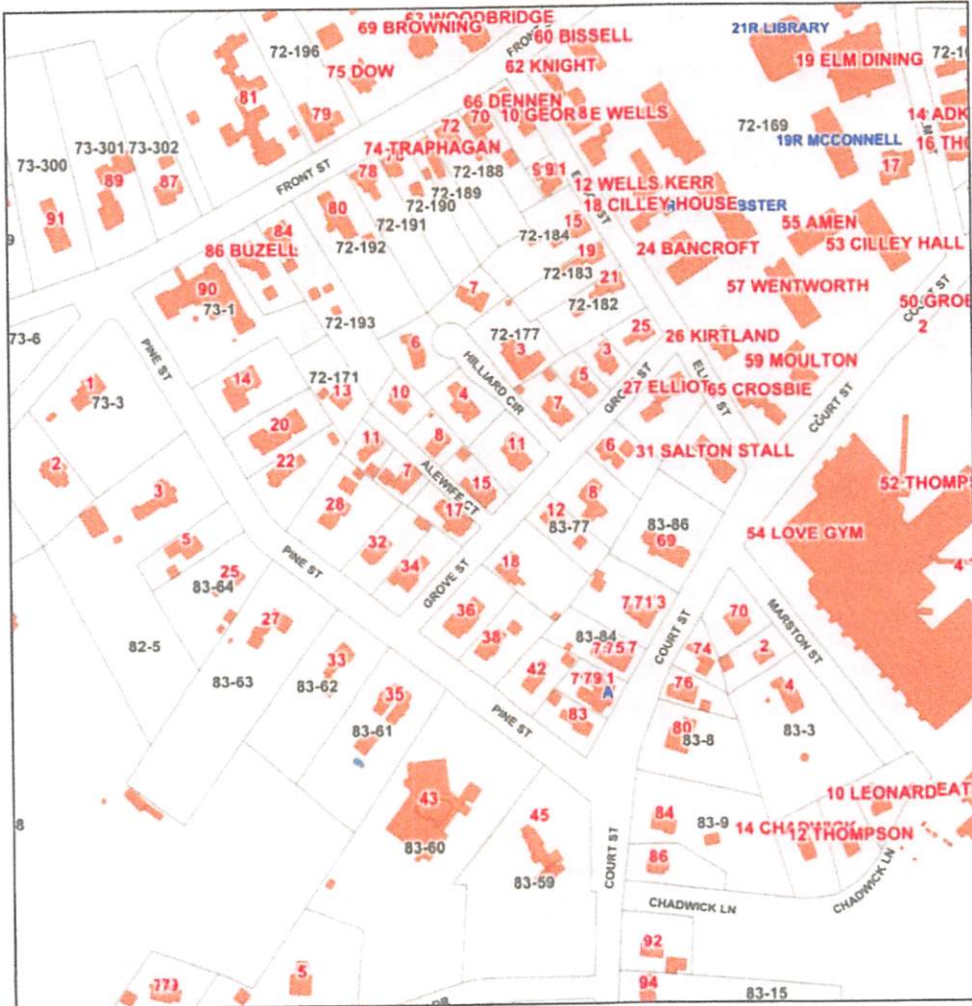 69 BROWNING
60 BISSELL
21R LIBRARY
72-196
19 ELM DINING
75 DOW
62 KNIGHT
81
66 DENNEN
79
72
70
72-169
73-301
73-302
74 TRAPHAGAN
19R MCCONNELL
73-300
FRONT ST
72-188
17
89
87
78
72-189
12 WELLS KERR
91
80
72-190
18 CILLEY HOUSE
72-191
15
55 AMEN
84
72-192
72-184
24 BANCROFT
53 CILLEY HALL
86 BUZELL
19
72-183
57 WENTWORTH
90
7
21
COURT ST
73-1
72-182
73-6
72-193
72-177
25
26 KIRTLAND
2
PINE ST
6
3
3
59 MOULTON
HILLIARD CIR
GROVE ST
1
14
72-171
13
5
27 ELLIOT
65 CROSBIE
73-3
10
4
7
COURT ST
20
11
8
11
6
31 SALTON STALL
2
22
7
ALEWIFE CT
15
8
3
28
17
12
83-77
83-86
54 LOVE GYM
5
32
69
PINE ST
34
18
83-64
25
GROVE ST
27
36
70
MARSTON ST
82-5
38
83-84
COURT ST
74
2
33
42
76
4
83-63
83-62
35
83
80
83-8
83-3
83-61
PINE ST
A
43
45
84
83-9
83-60
COURT ST
86
83-59
CHADWICK LN
CHADWICK LN
92
5
94
83-15